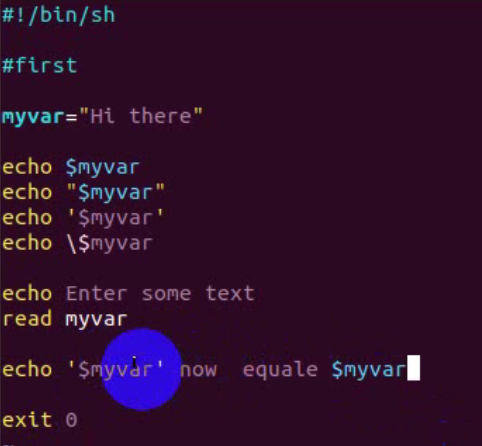 #!/bin/sh
#first
myvar="Hi there"
echo $myvar
echo "$myvar"
echo '$myvar'
echo \$myvar
echo Enter some text
read myvar
echo '$myvar' now  equale $myvar
exit 0